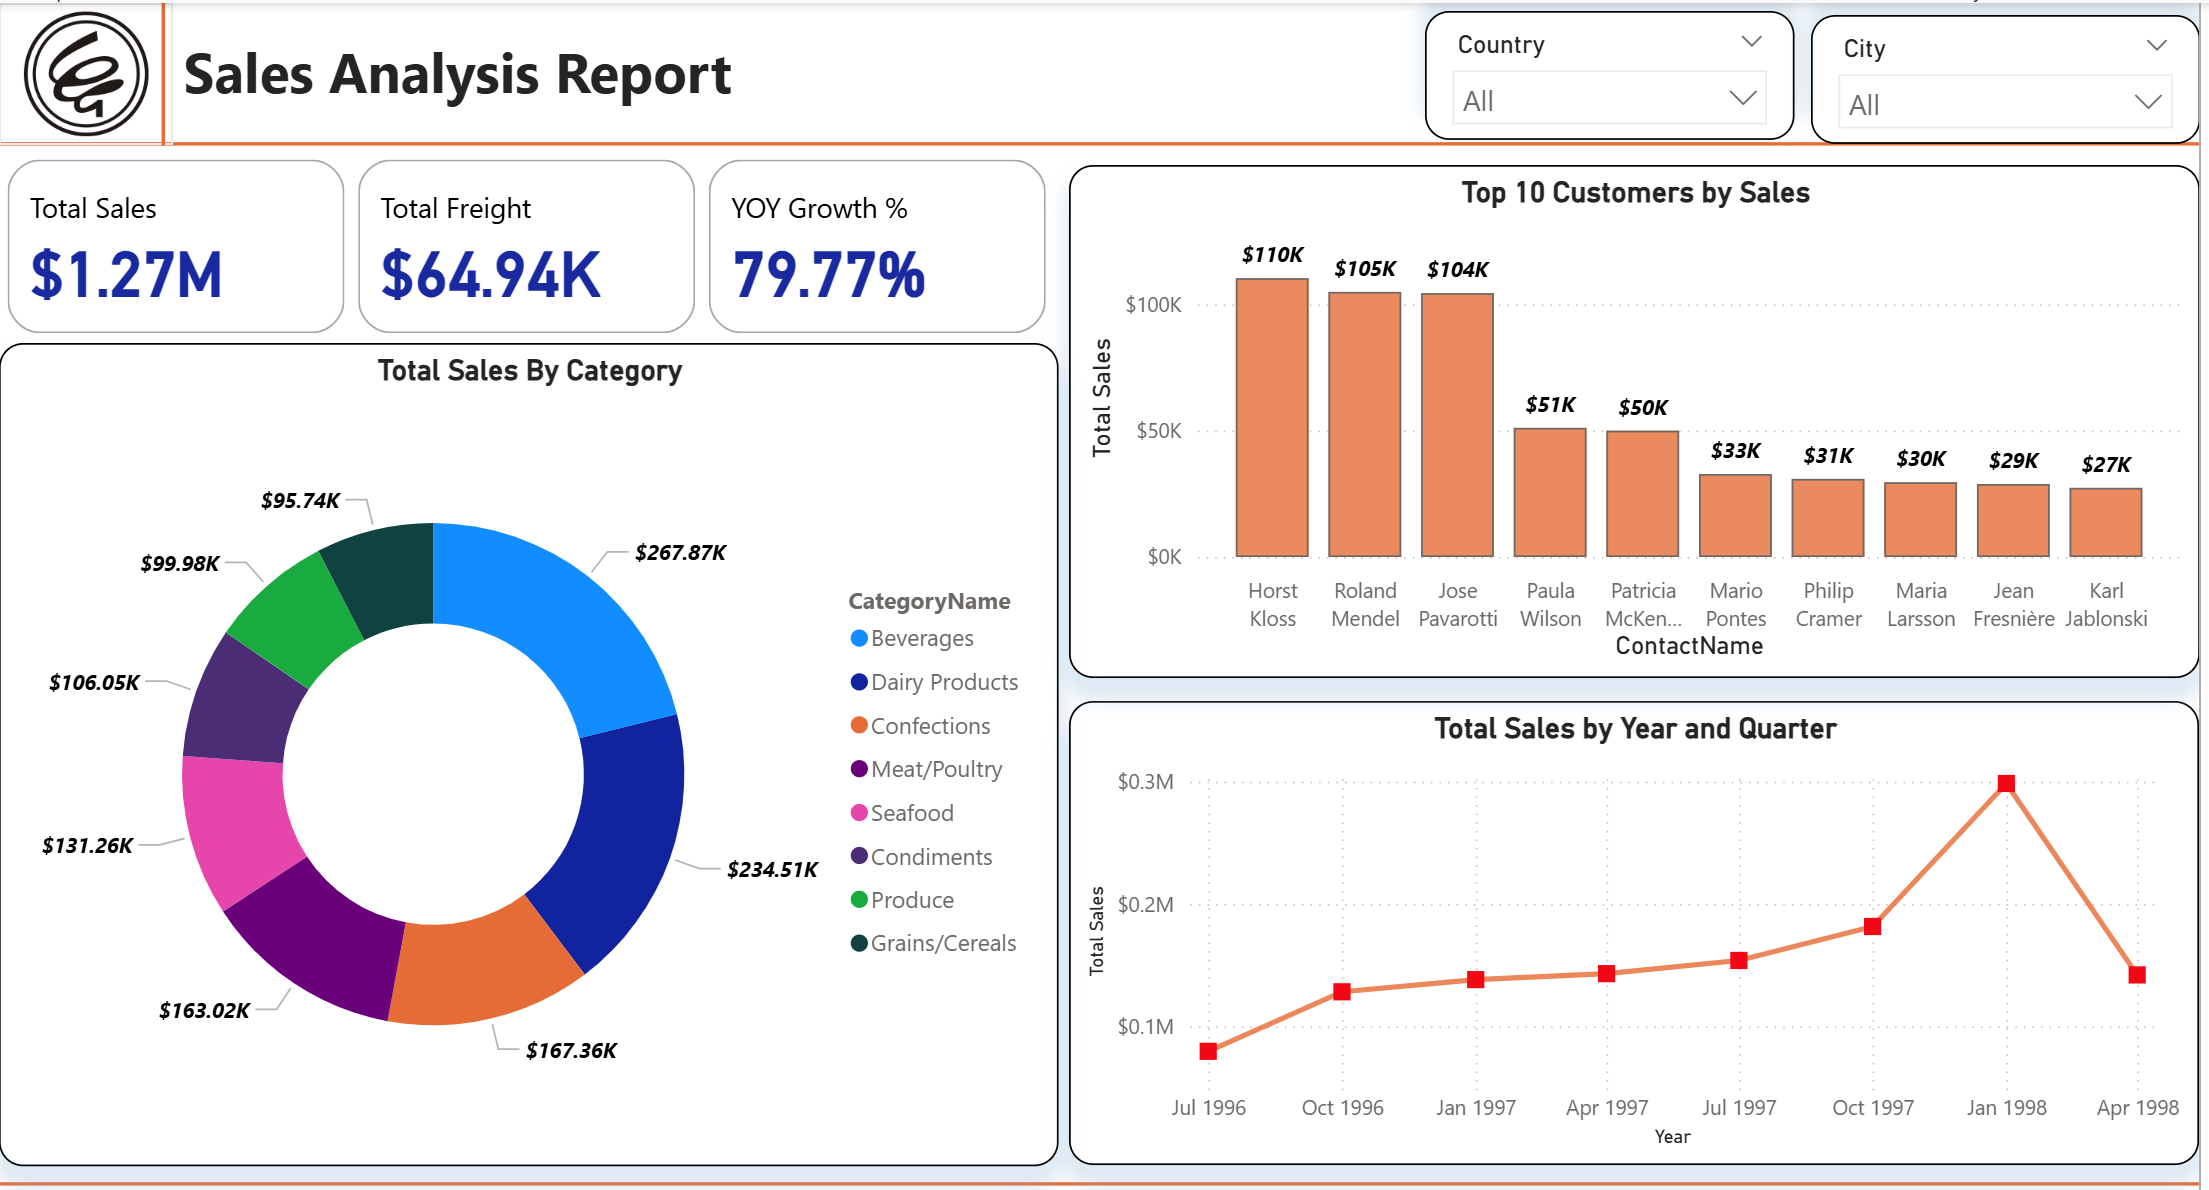 Sales Analysis Report
Country
All
City
All
Total Sales
$1.27M
Total Freight
$64.94K
YOY Growth %
79.77%
Total Sales By Category
$95.74K
$267.87K
$99.98K
$106.05K
$131.26K
$234.51K
$163.02K
$167.36K
CategoryName
Beverages
Dairy Products
Confections
Meat/Poultry
Seafood
Condiments
Produce
Grains/Cereals
Top 10 Customers by Sales
Total Sales
$100K
$50K
$0K
$110K
$105K
$104K
$51K
$50K
$33K
$31K
$30K
$29K
$27K
Horst
Kloss
Roland
Mendel
Jose
Pavarotti
Paula
Wilson
Patricia
McKen...
Mario
Pontes
Philip
Cramer
Maria
Larsson
Jean
Fresnière
Karl
Jablonski
ContactName
Total Sales by Year and Quarter
Total Sales
$0.3M
$0.2M
$0.1M
Jul 1996
Oct 1996
Jan 1997
Apr 1997
Jul 1997
Oct 1997
Jan 1998
Apr 1998
Year